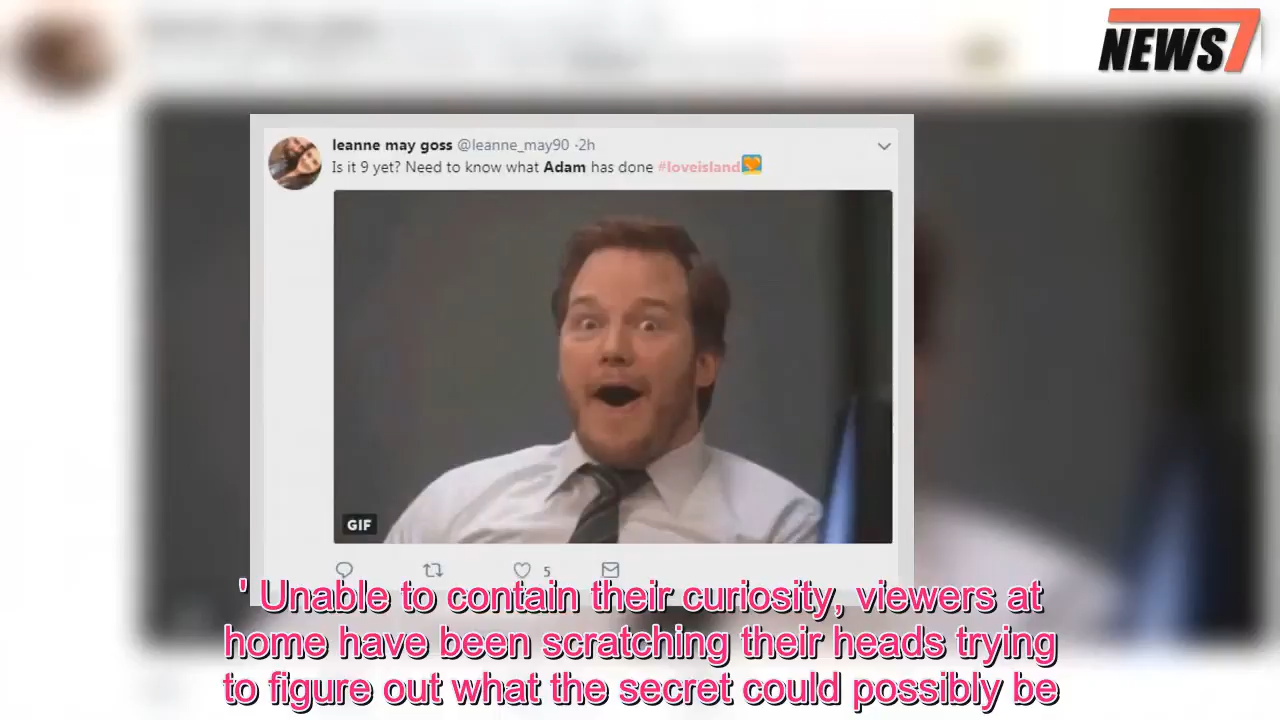 NEWS7
leanne may goss @leanne_may90 · 2h
Is it 9 yet? Need to know what Adam has done #loveisland
GIF
5
' Unable to contain their curiosity, viewers at
home have been scratching their heads trying
to figure out what the secret could possibly be